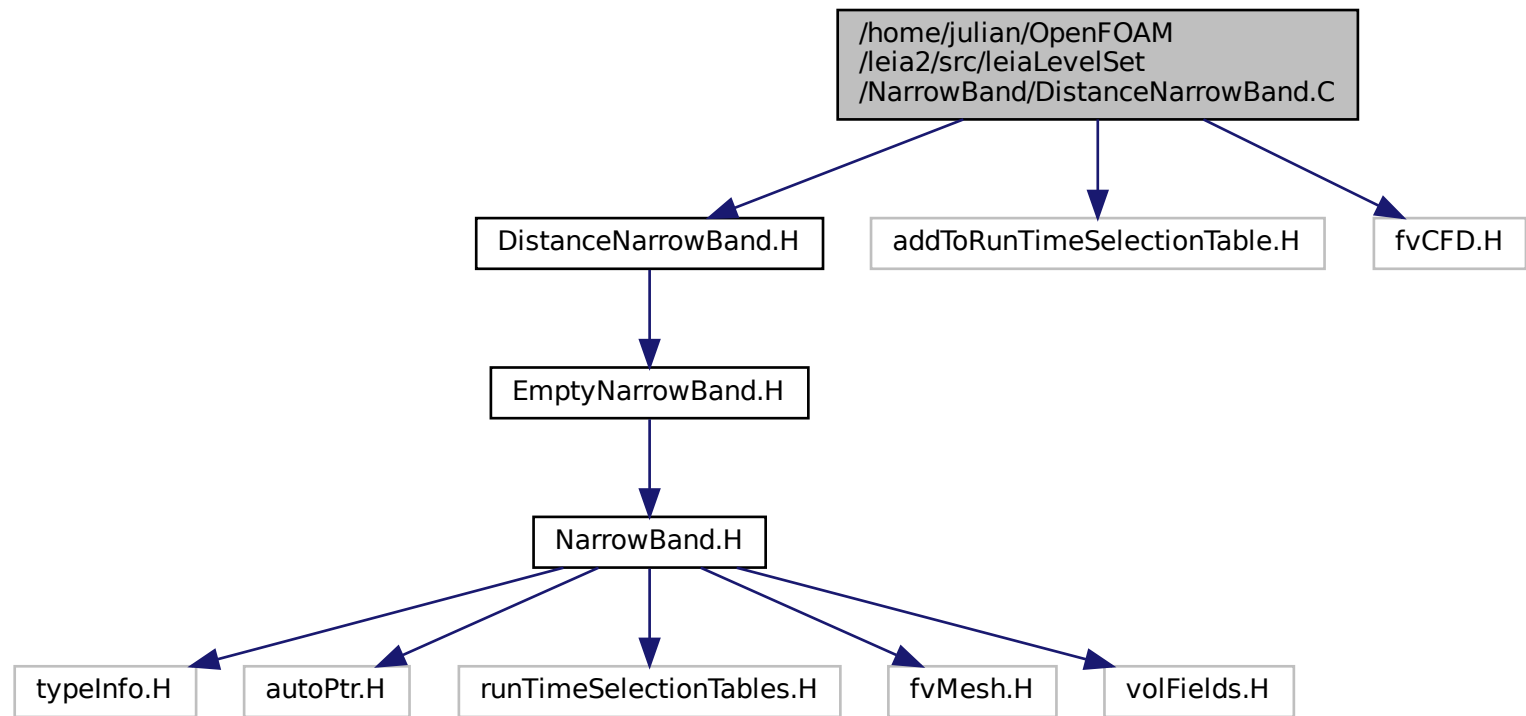 /home/julian/OpenFOAM
/leia2/src/leiaLevelSet
/NarrowBand/DistanceNarrowBand.C
DistanceNarrowBand.H
addToRunTimeSelectionTable.H
fvCFD.H
EmptyNarrowBand.H
NarrowBand.H
typeInfo.H
autoPtr.H
runTimeSelectionTables.H
fvMesh.H
volFields.H